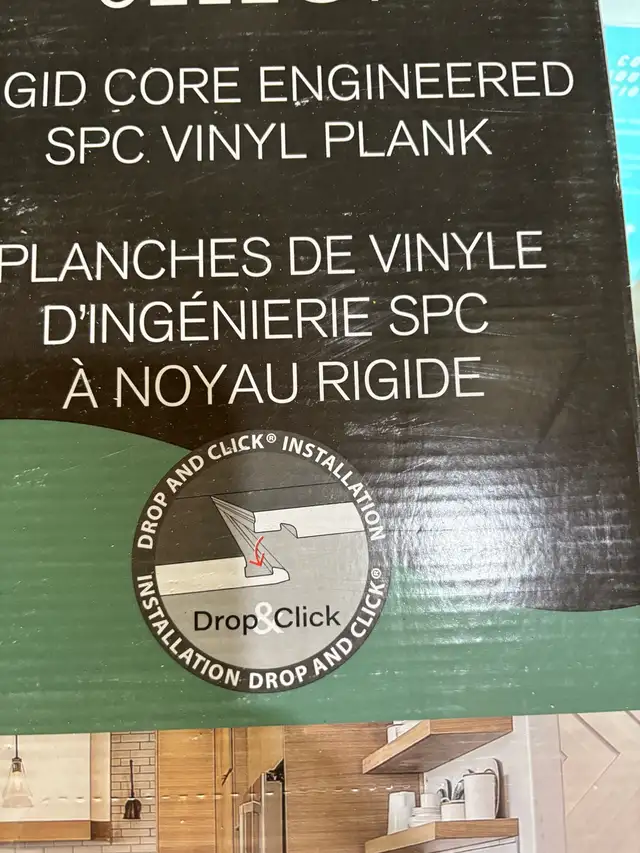 GID CORE ENGINEERED
SPC VINYL PLANK
PLANCHES DE VINYLE
D'INGÉNIERIE SPC
À NOYAU RIGIDE
DROP AND CLICK® INSTALLATION
Drop&Click
INSTALLATION DROP AND CLICK®